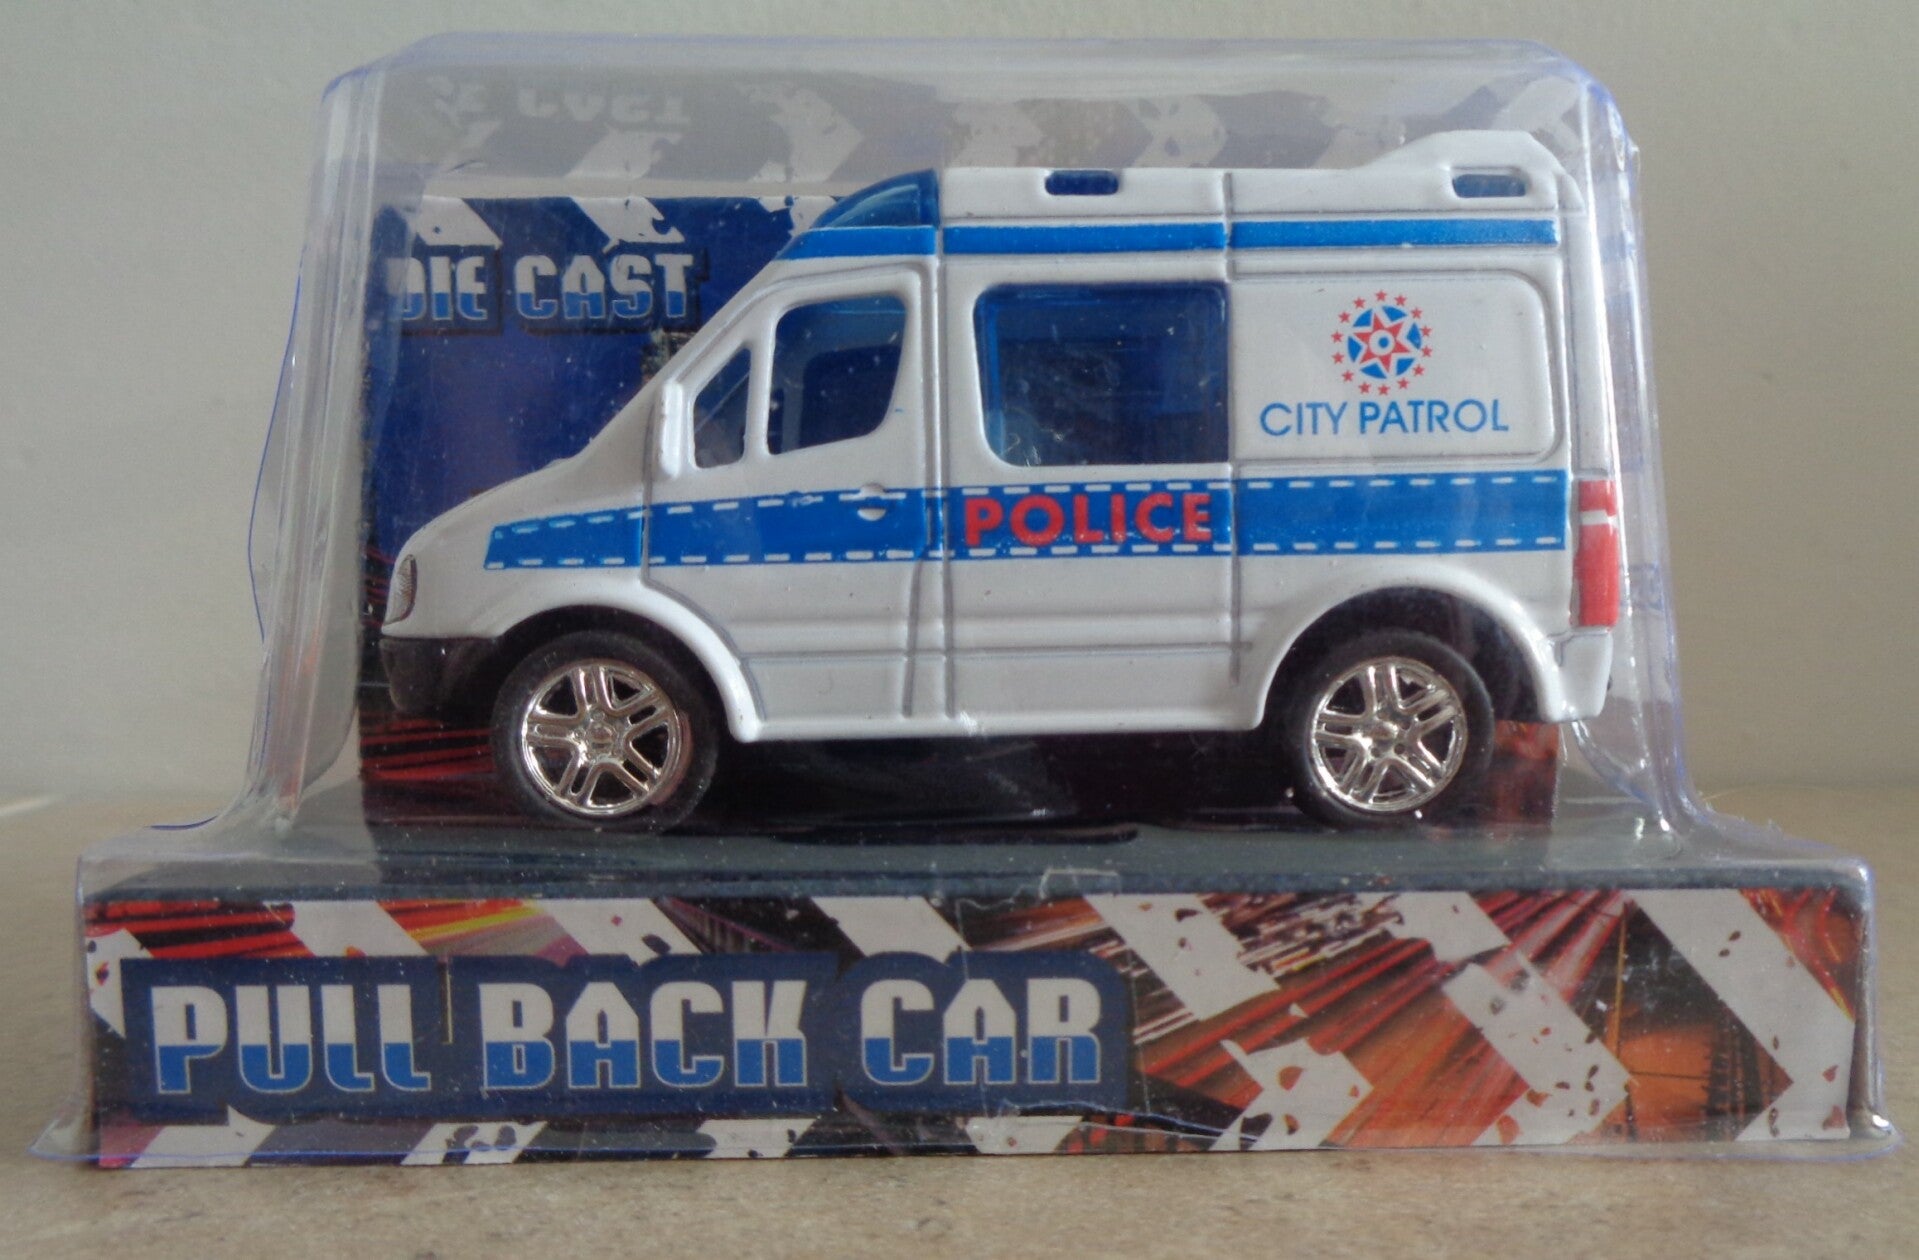 DIE CAST
CITY PATROL
POLICE
PULL BACK CAR